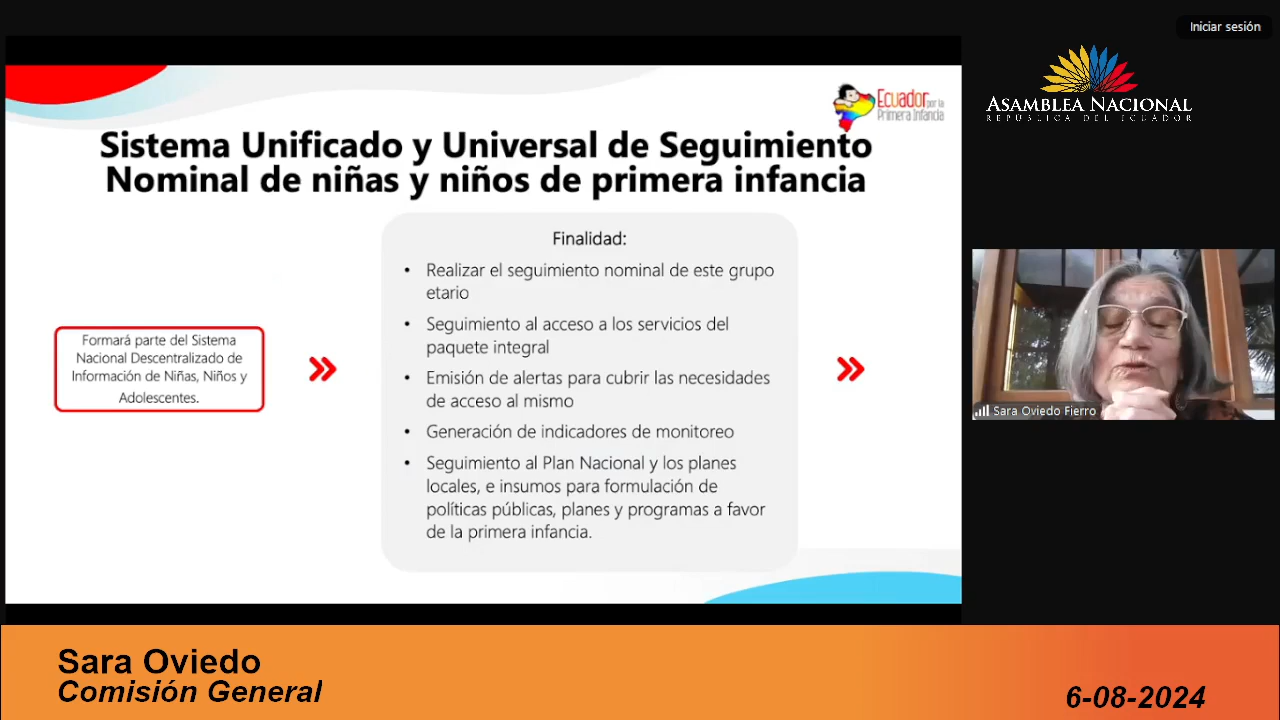 Iniciar sesión
ASAMBLEA NACIONAL
REPÚBLICA DEL ECUADOR
Ecuador por la
Primera Infancia
Sistema Unificado y Universal de Seguimiento
Nominal de niñas y niños de primera infancia
Formará parte del Sistema
Nacional Descentralizado de
Información de Niñas, Niños y
Adolescentes.
Finalidad:
• Realizar el seguimiento nominal de este grupo
etario
• Seguimiento al acceso a los servicios del
paquete integral
• Emisión de alertas para cubrir las necesidades
de acceso al mismo
• Generación de indicadores de monitoreo
• Seguimiento al Plan Nacional y los planes
locales, e insumos para formulación de
políticas públicas, planes y programas a favor
de la primera infancia.
Sara Oviedo Fierro
Sara Oviedo
Comisión General
6-08-2024